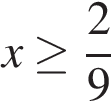 x ≥ 2/9